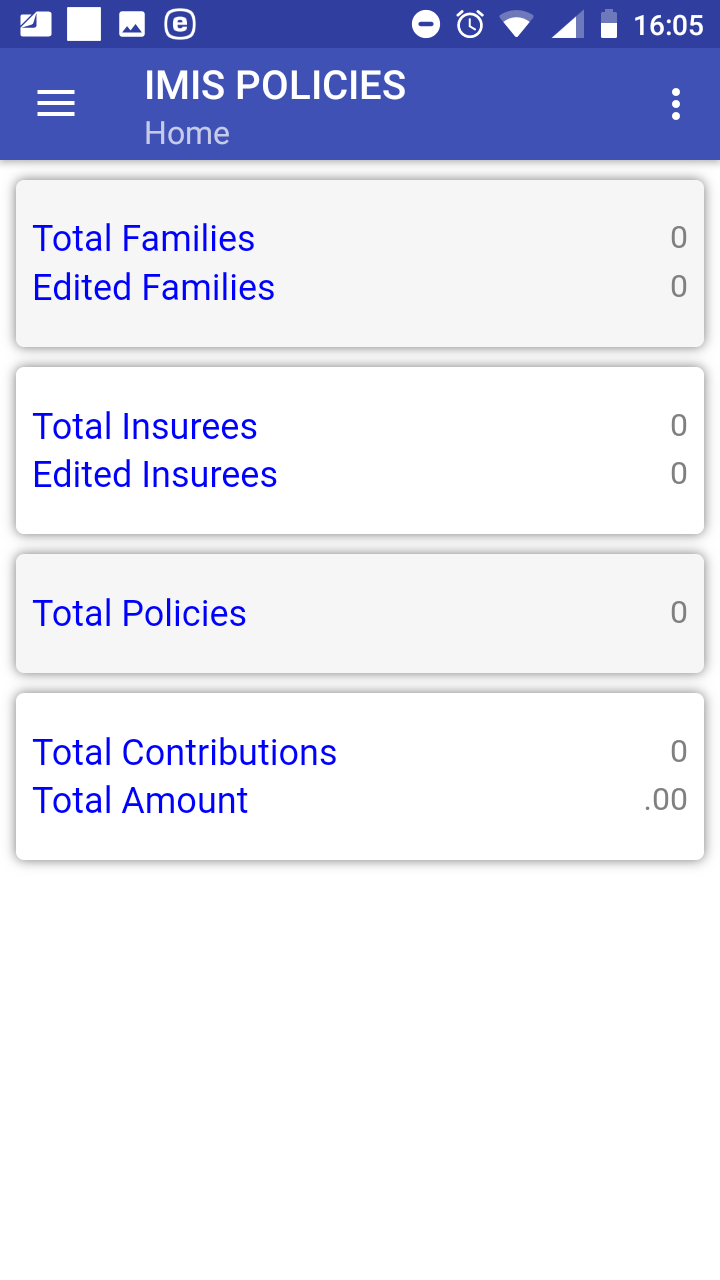 16:05
IMIS POLICIES
Home
Total Families 0
Edited Families 0
Total Insurees 0
Edited Insurees 0
Total Policies 0
Total Contributions 0
Total Amount .00